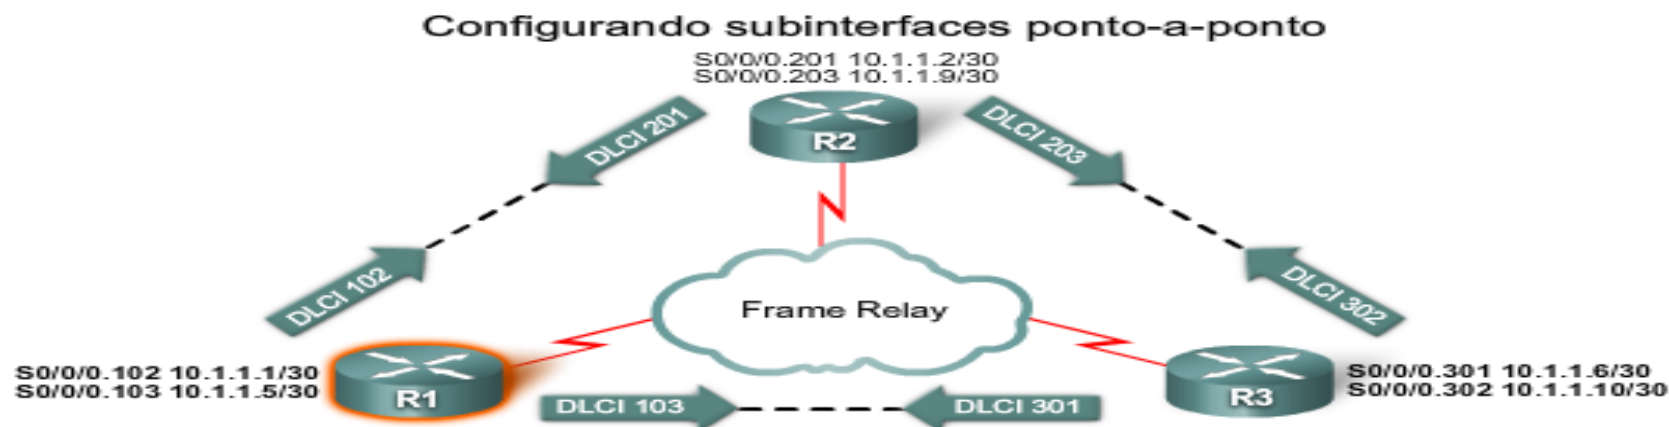 Configurando subinterfaces ponto-a-ponto
S0/0/0.201 10.1.1.2/30
S0/0/0.203 10.1.1.9/30
DLCI 201
R2
DLCI 203
DLCI 102
Frame Relay
DLCI 302
S0/0/0.102 10.1.1.1/30
S0/0/0.103 10.1.1.5/30
R1
DLCI 103
DLCI 301
R3
S0/0/0.301 10.1.1.6/30
S0/0/0.302 10.1.1.10/30